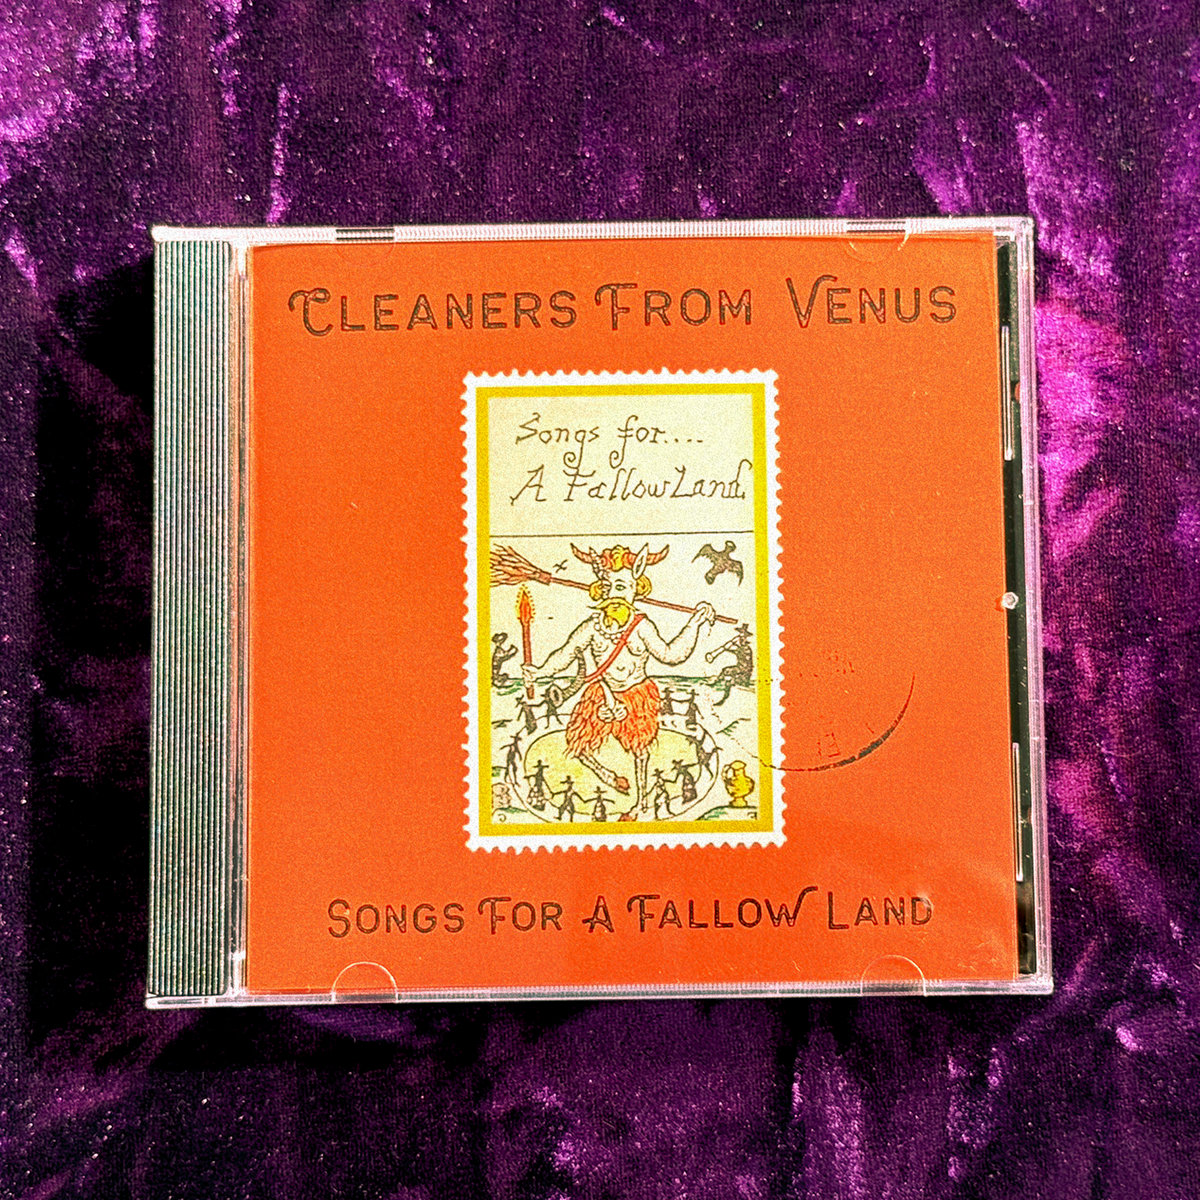 CLEANERS FROM VENUS
Songs for....
A Fallow Land
SONGS FOR A FALLOW LAND